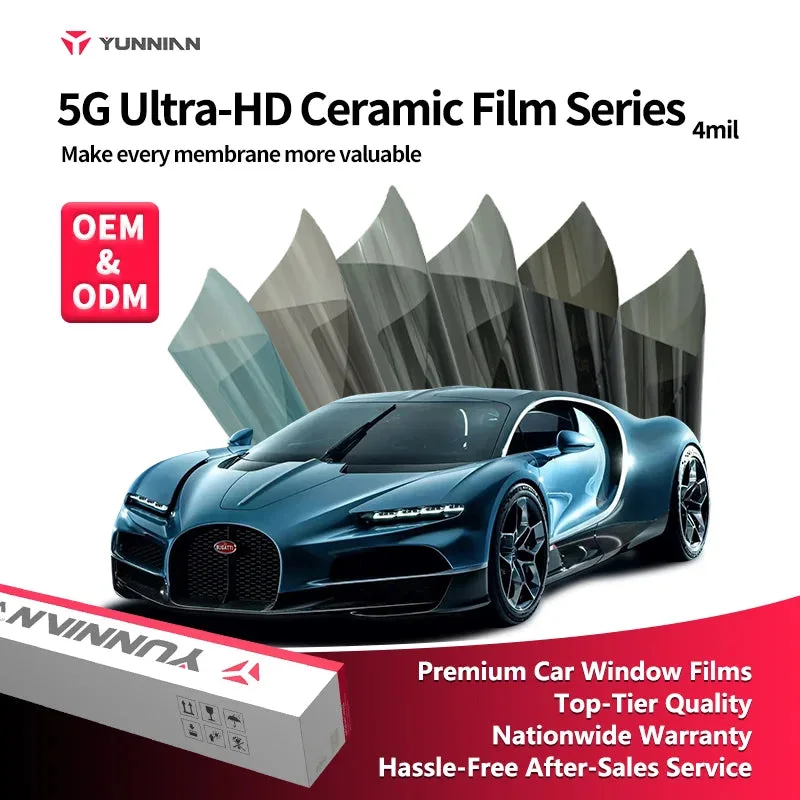 YUNNIAN
5G Ultra-HD Ceramic Film Series 4mil
Make every membrane more valuable
OEM
&
ODM
BUGATTI
YUNNIAN
Premium Car Window Films
Top-Tier Quality
Nationwide Warranty
Hassle-Free After-Sales Service